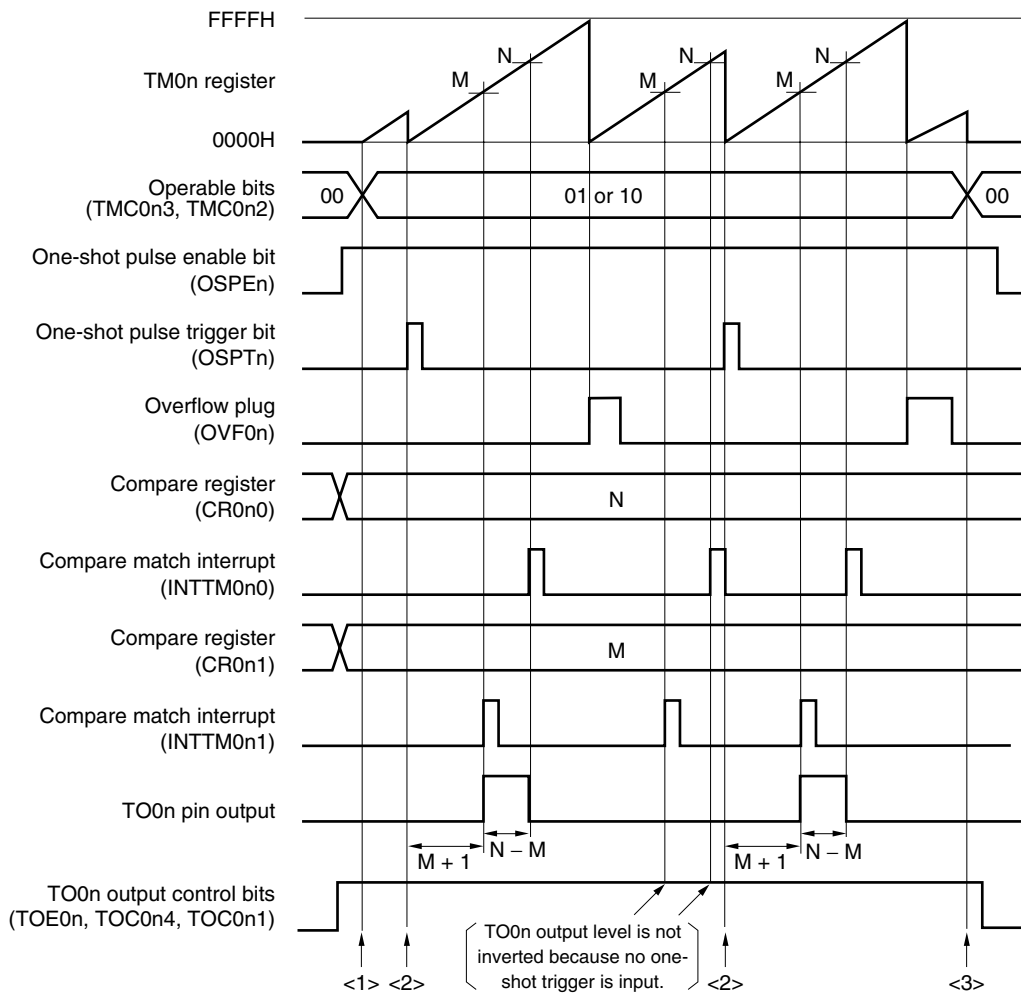 FFFFH
TM0n register
M N M N M N
0000H
Operable bits
(TMC0n3, TMC0n2)
00 01 or 10 00
One-shot pulse enable bit
(OSPEn)
One-shot pulse trigger bit
(OSPTn)
Overflow plug
(OVF0n)
Compare register
(CR0n0)
N
Compare match interrupt
(INTTM0n0)
Compare register
(CR0n1)
M
Compare match interrupt
(INTTM0n1)
TO0n pin output
M + 1 N − M M + 1 N − M
TO0n output control bits
(TOE0n, TOC0n4, TOC0n1)
TO0n output level is not
inverted because no one-
shot trigger is input.
<1> <2> <2> <3>